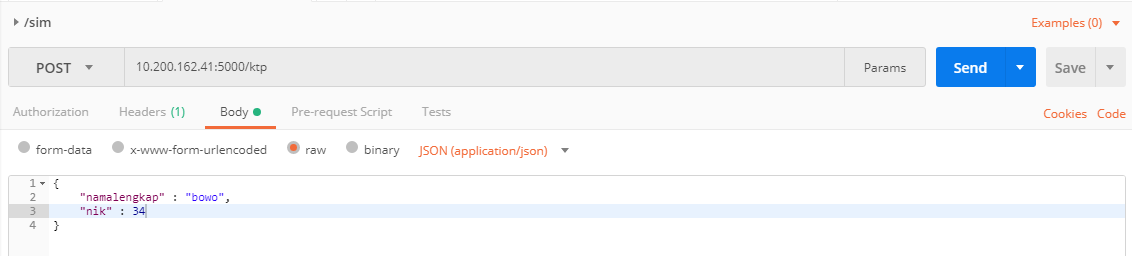 /sim Examples (0)
POST 10.200.162.41:5000/ktp Params Send Save
Authorization Headers (1) Body Pre-request Script Tests Cookies Code
form-data x-www-form-urlencoded raw binary JSON (application/json)
1 {
2 "namalengkap" : "bowo",
3 "nik" : 34
4 }